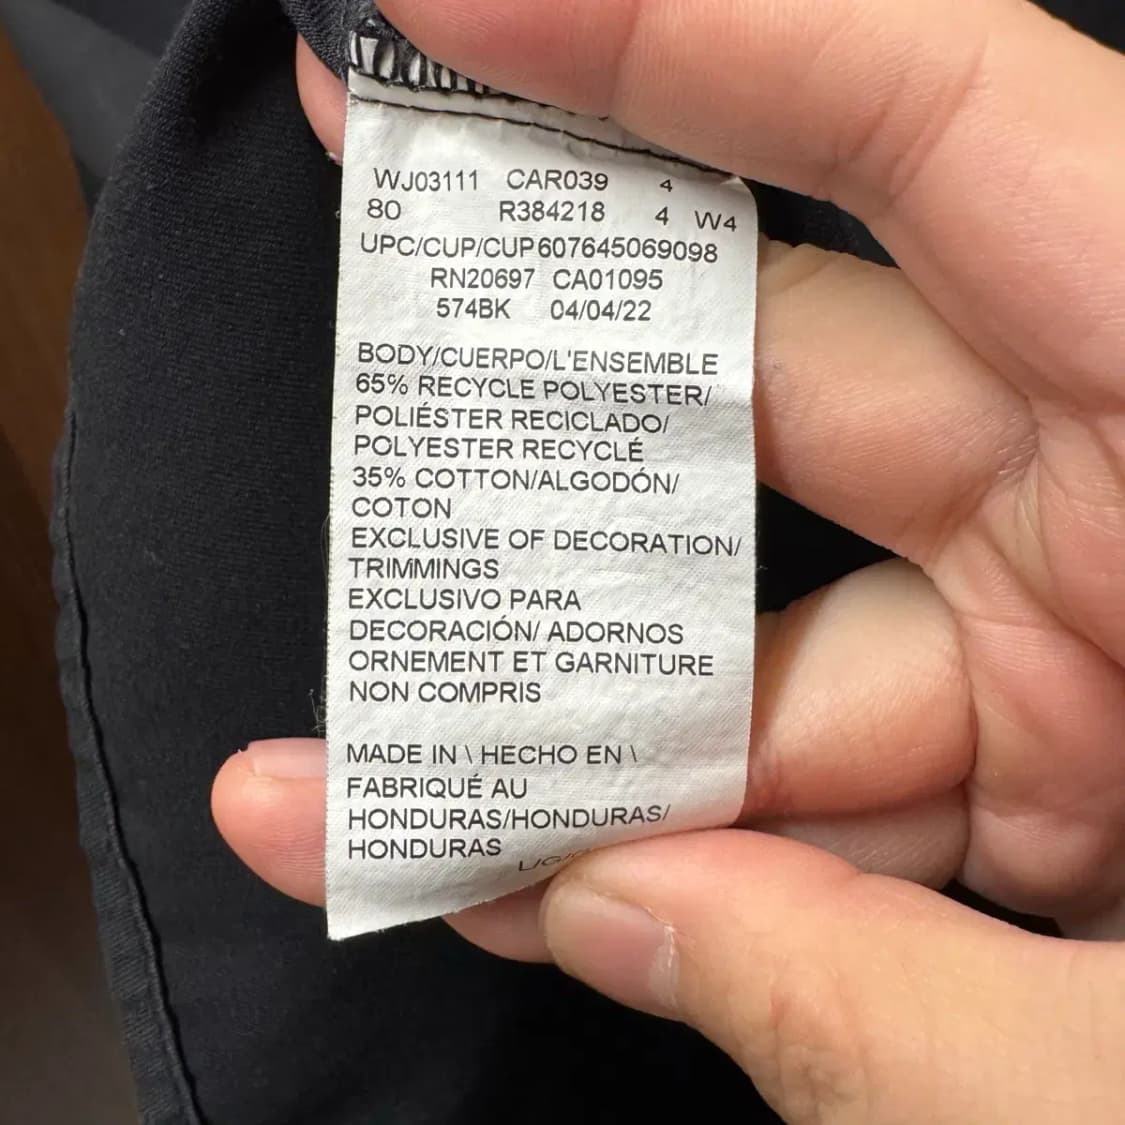 WJ03111 CAR039 4
80 R384218 4 W4
UPC/CUP/CUP 607645069098
RN20697 CA01095
574BK 04/04/22
BODY/CUERPO/L'ENSEMBLE
65% RECYCLE POLYESTER/
POLIÉSTER RECICLADO/
POLYESTER RECYCLÉ
35% COTTON/ALGODÓN/
COTON
EXCLUSIVE OF DECORATION/
TRIMMINGS
EXCLUSIVO PARA
DECORACIÓN/ ADORNOS
ORNEMENT ET GARNITURE
NON COMPRIS
MADE IN \ HECHO EN \
FABRIQUÉ AU
HONDURAS/HONDURAS/
HONDURAS